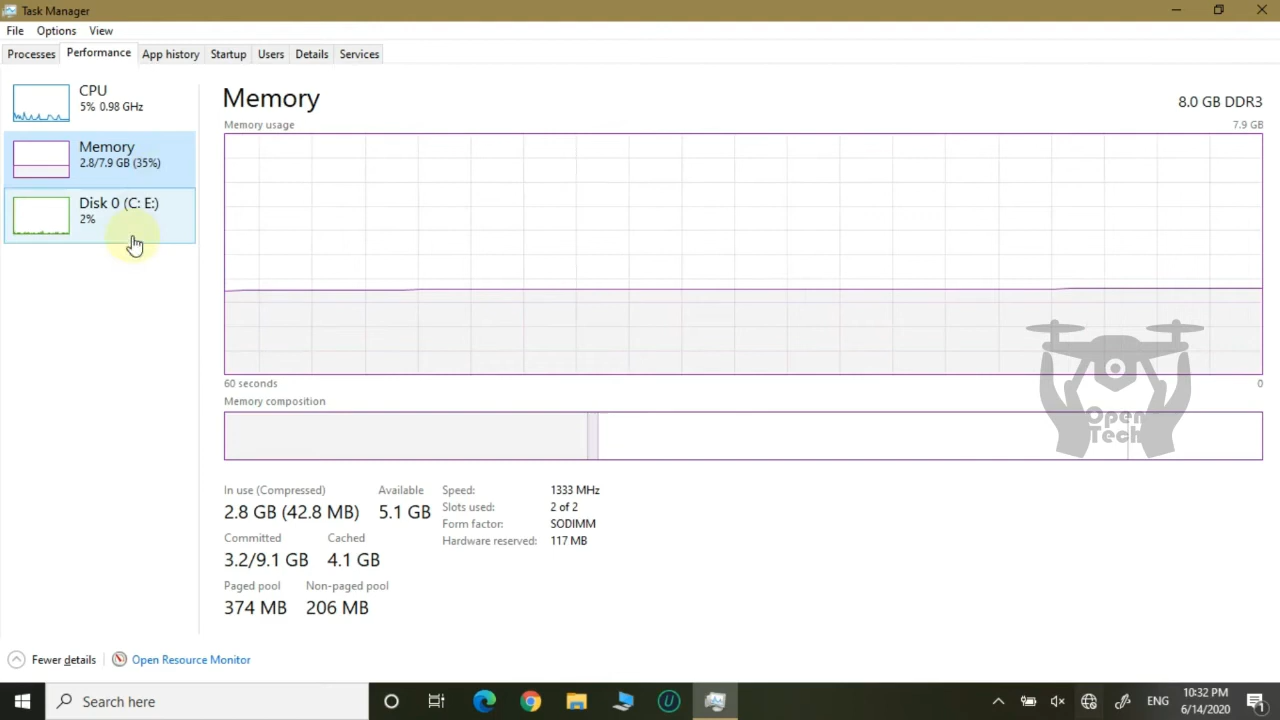 Task Manager
File Options View
Processes Performance App history Startup Users Details Services
CPU
5% 0.98 GHz
Memory
2.8/7.9 GB (35%)
Disk 0 (C: E:)
2%
Memory
8.0 GB DDR3
Memory usage
7.9 GB
60 seconds
0
Memory composition
Open
Tech
In use (Compressed)
2.8 GB (42.8 MB)
Available
5.1 GB
Committed
3.2/9.1 GB
Cached
4.1 GB
Paged pool
374 MB
Non-paged pool
206 MB
Speed: 1333 MHz
Slots used: 2 of 2
Form factor: SODIMM
Hardware reserved: 117 MB
Fewer details
Open Resource Monitor
Search here
ENG
10:32 PM
6/14/2020
1